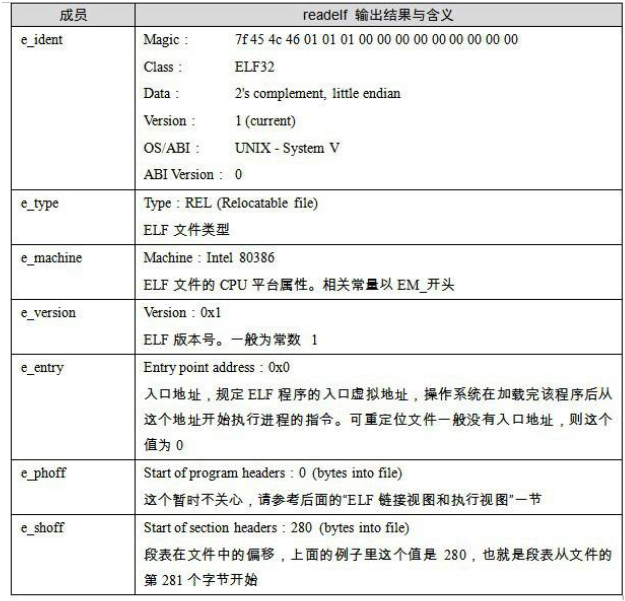 成员 readelf 输出结果与含义
e_ident Magic： 7f 45 4c 46 01 01 01 00 00 00 00 00 00 00 00 00
Class： ELF32
Data： 2's complement, little endian
Version： 1 (current)
OS/ABI： UNIX - System V
ABI Version： 0
e_type Type：REL (Relocatable file)
ELF 文件类型
e_machine Machine：Intel 80386
ELF 文件的 CPU 平台属性。相关常量以 EM_开头
e_version Version：0x1
ELF 版本号。一般为常数 1
e_entry Entry point address：0x0
入口地址，规定 ELF 程序的入口虚拟地址，操作系统在加载完该程序后从
这个地址开始执行进程的指令。可重定位文件一般没有入口地址，则这个
值为 0
e_phoff Start of program headers：0 (bytes into file)
这个暂时不关心，请参考后面的“ELF 链接视图和执行视图”一节
e_shoff Start of section headers：280 (bytes into file)
段表在文件中的偏移，上面的例子里这个值是 280，也就是段表从文件的
第 281 个字节开始